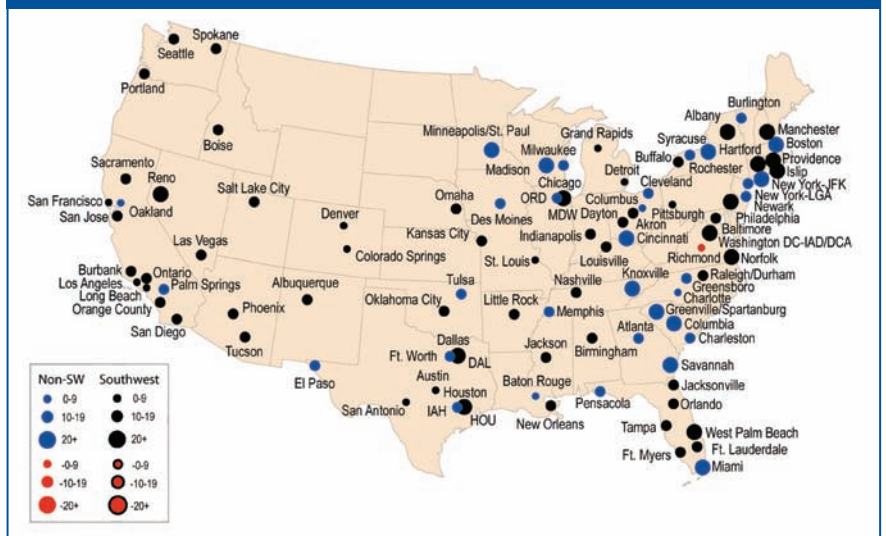 Spokane
Seattle
Portland
Boise
Burlington
Albany
Minneapolis/St. Paul
Grand Rapids
Syracuse
Manchester
Milwaukee
Hartford
Boston
Sacramento
Madison
Detroit
Buffalo
Rochester
Providence
Reno
Cleveland
Islip
Salt Lake City
Chicago
New York-JFK
San Francisco
Oakland
Omaha
ORD
Columbus
New York-LGA
San Jose
Denver
Des Moines
MDW
Dayton
Pittsburgh
Newark
Akron
Philadelphia
Las Vegas
Kansas City
Indianapolis
Cincinnati
Baltimore
Colorado Springs
Washington DC-IAD/DCA
St. Louis
Louisville
Richmond
Norfolk
Burbank
Ontario
Nashville
Knoxville
Raleigh/Durham
Los Angeles
Palm Springs
Albuquerque
Tulsa
Greensboro
Long Beach
Phoenix
Oklahoma City
Little Rock
Memphis
Charlotte
Orange County
Greenville/Spartanburg
San Diego
Atlanta
Columbia
Tucson
Dallas
Jackson
Birmingham
Charleston
Ft. Worth
DAL
Savannah
El Paso
Austin
Baton Rouge
Jacksonville
Houston
San Antonio
IAH
HOU
New Orleans
Pensacola
Orlando
Tampa
West Palm Beach
Ft. Myers
Ft. Lauderdale
Miami
Non-SW Southwest
0-9 0-9
10-19 10-19
20+ 20+
-0-9 -0-9
-10-19 -10-19
-20+ -20+